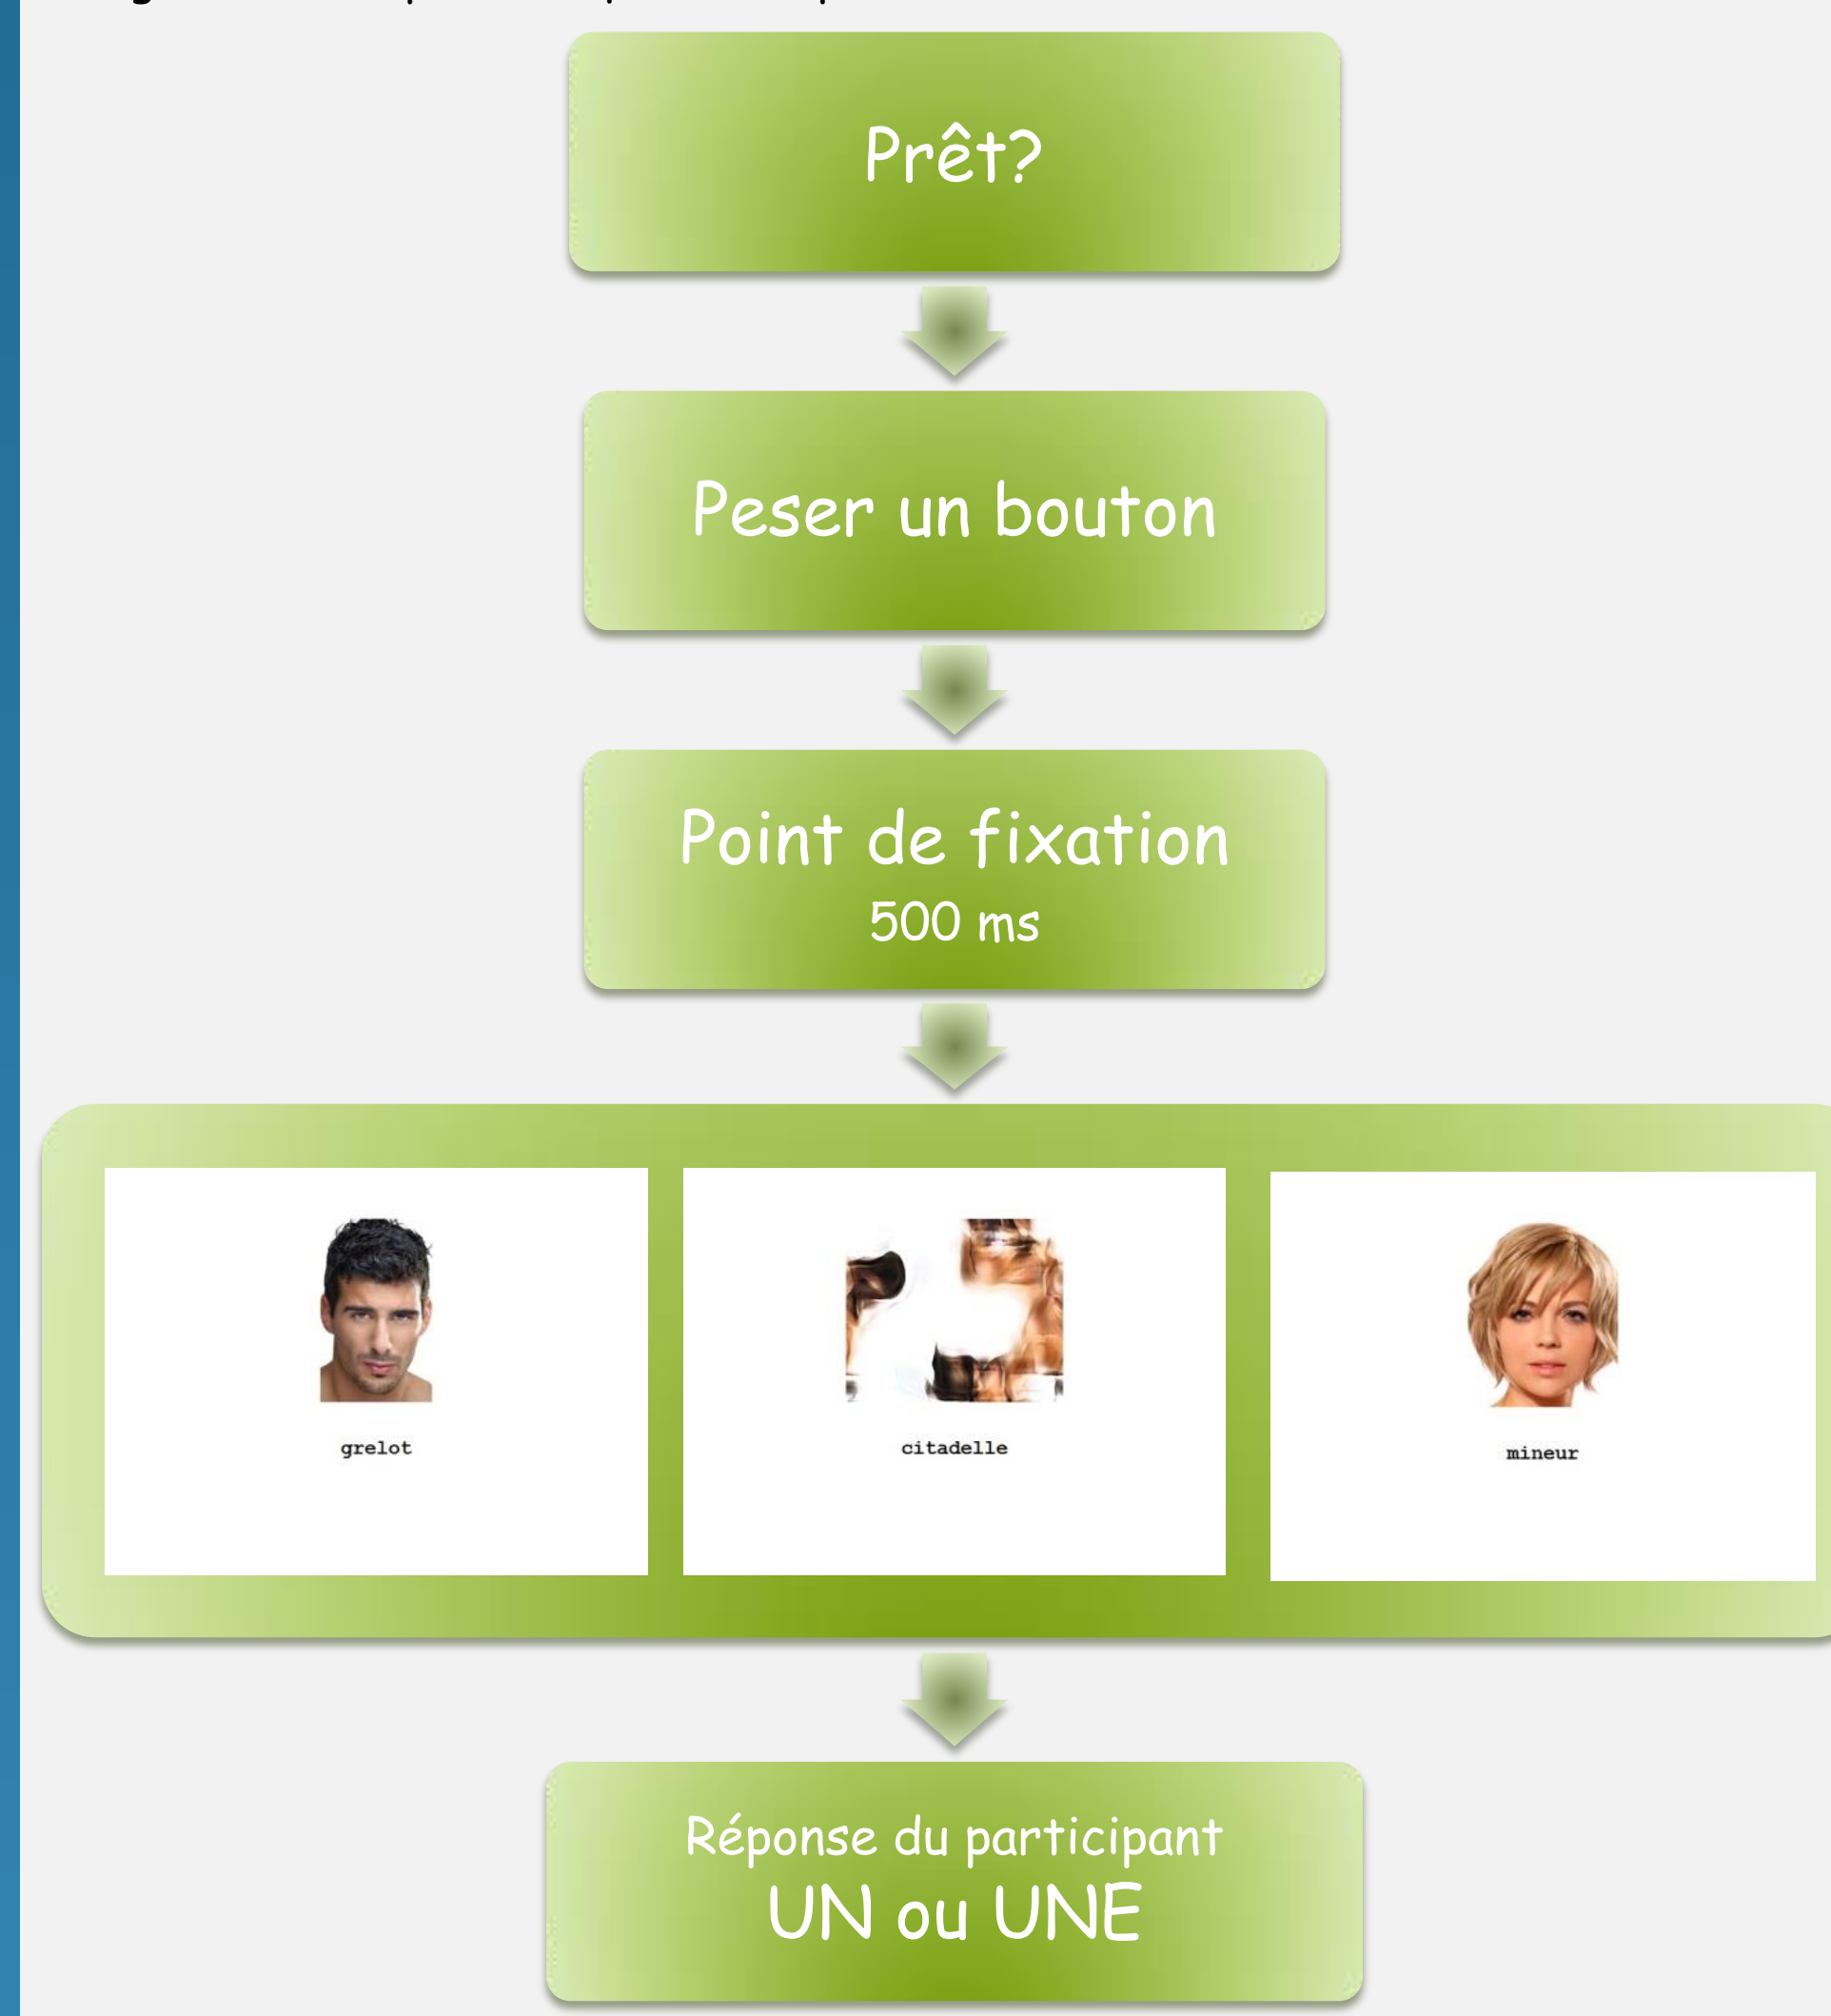 Prêt?
Peser un bouton
Point de fixation
500 ms
grelot
citadelle
mineur
Réponse du participant
UN ou UNE